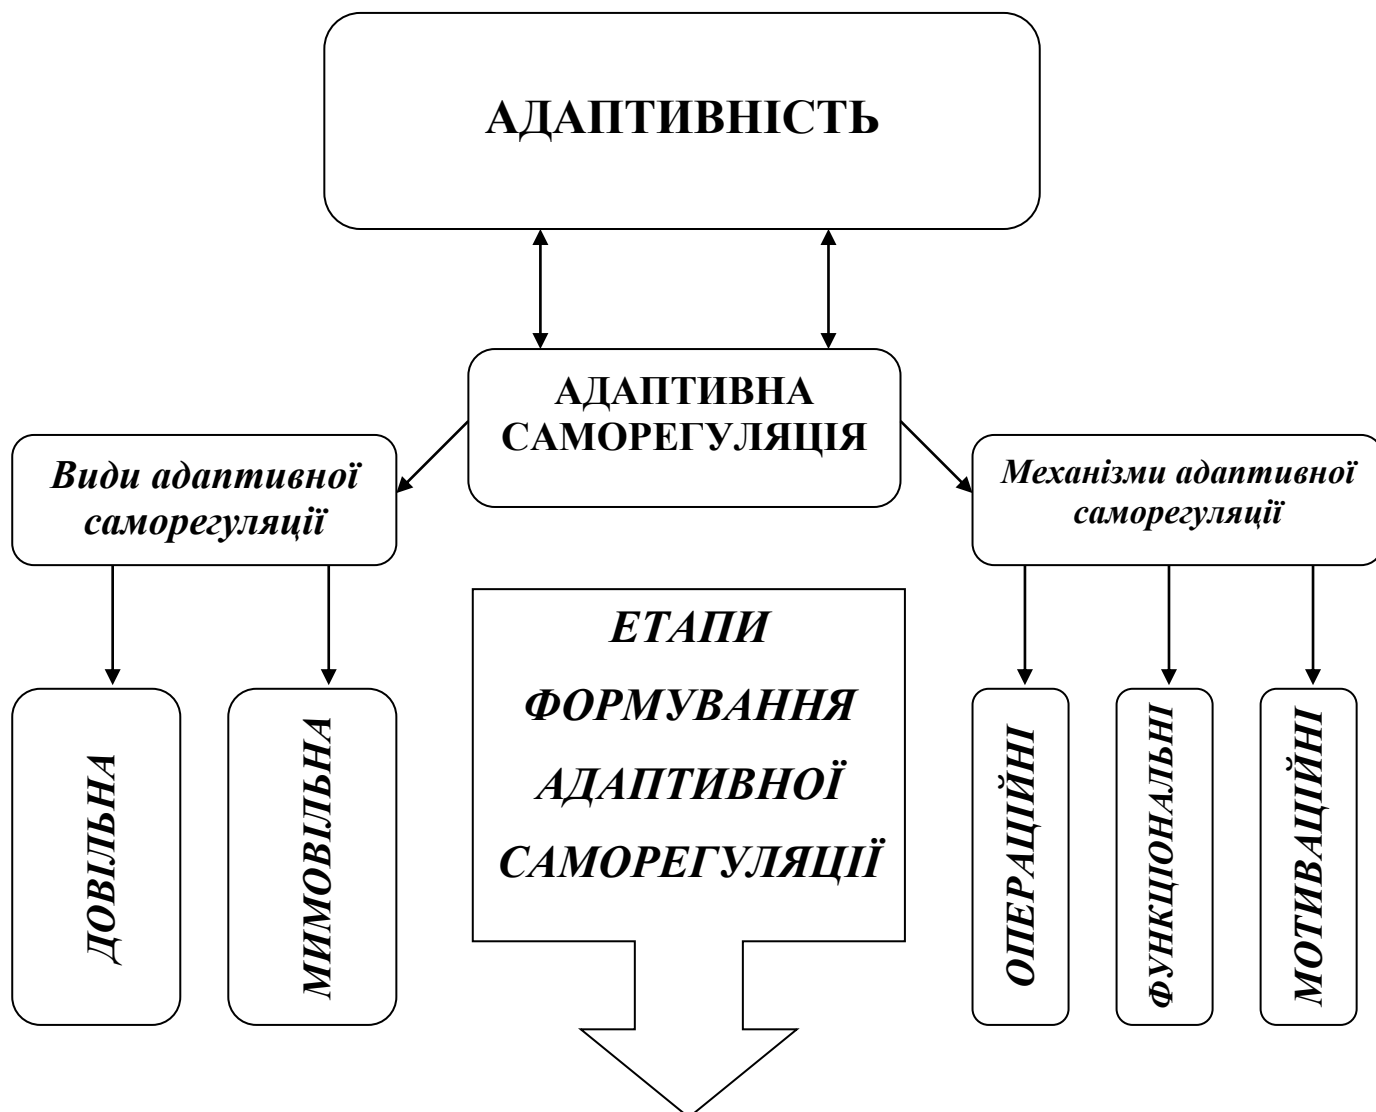 АДАПТИВНІСТЬ
АДАПТИВНА
САМОРЕГУЛЯЦІЯ
Види адаптивної
саморегуляції
Механізми адаптивної
саморегуляції
ЕТАПИ
ФОРМУВАННЯ
АДАПТИВНОЇ
САМОРЕГУЛЯЦІЇ
ДОВІЛЬНА
МИМОВІЛЬНА
ОПЕРАЦІЙНІ
ФУНКЦІОНАЛЬНІ
МОТИВАЦІЙНІ